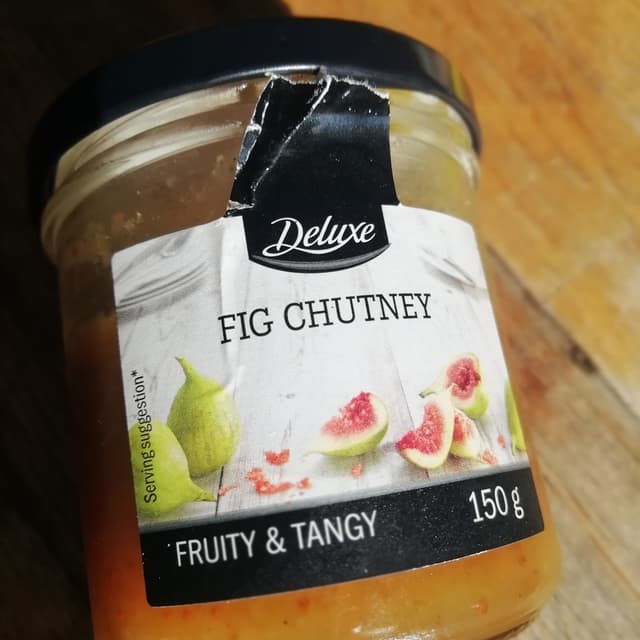 Deluxe
FIG CHUTNEY
Serving suggestion*
FRUITY & TANGY
150 g